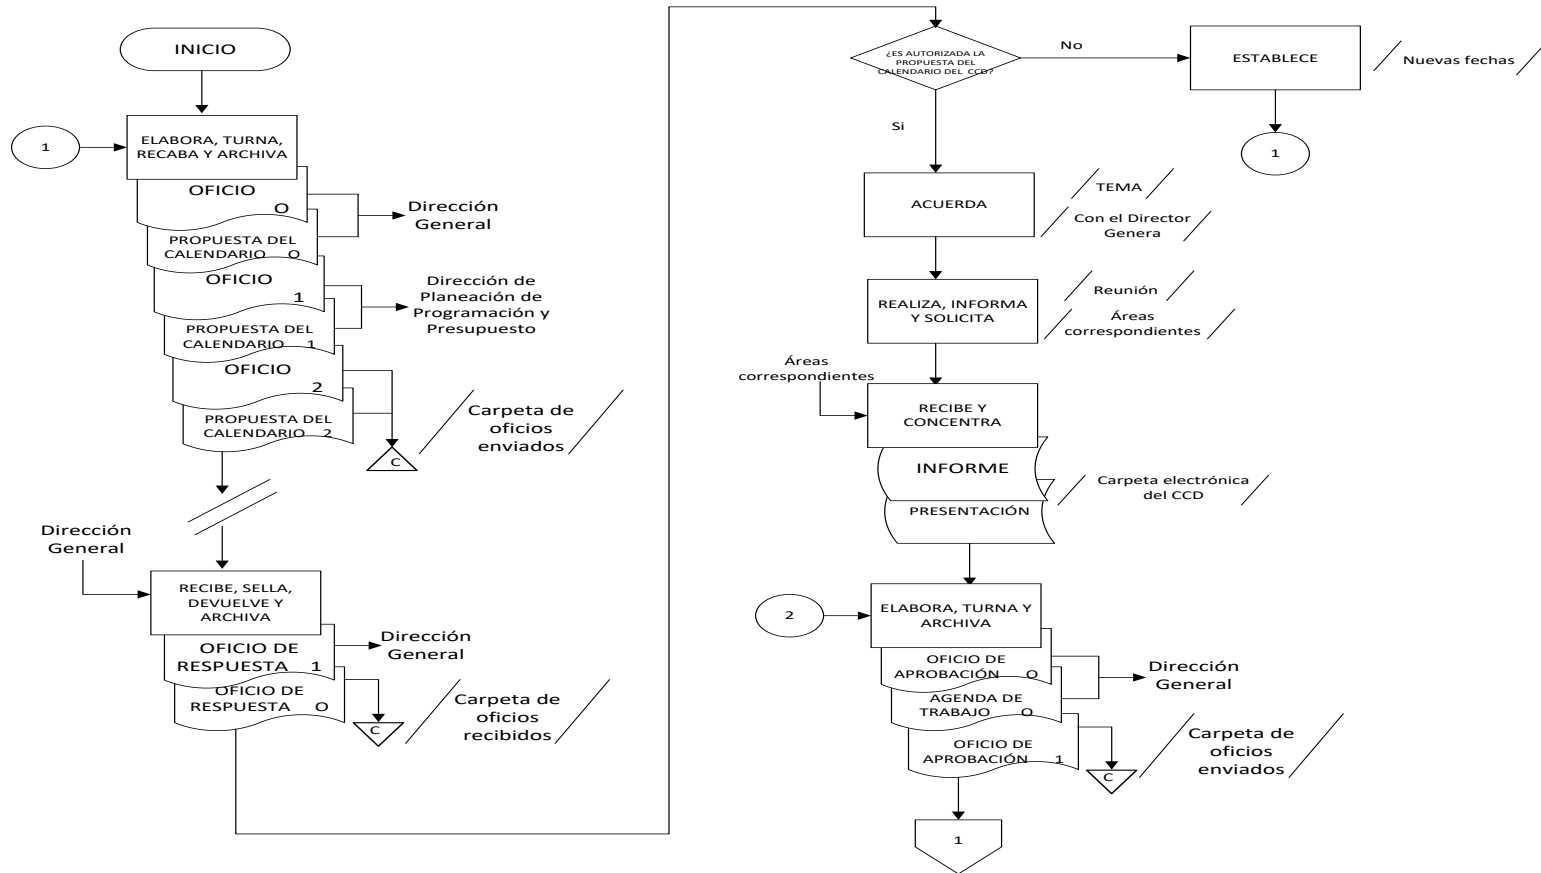 INICIO
1
ELABORA, TURNA,
RECABA Y ARCHIVA
OFICIO
O
Dirección
General
PROPUESTA DEL
CALENDARIO O
OFICIO
1
Dirección de
Planeación de
Programación y
Presupuesto
PROPUESTA DEL
CALENDARIO 1
OFICIO
2
PROPUESTA DEL
CALENDARIO 2
C
Carpeta de
oficios
enviados
Dirección
General
RECIBE, SELLA,
DEVUELVE Y
ARCHIVA
OFICIO DE
RESPUESTA 1
Dirección
General
OFICIO DE
RESPUESTA O
C
Carpeta de
oficios
recibidos
¿ES AUTORIZADA LA
PROPUESTA DEL
CALENDARIO DEL CCD?
No
ESTABLECE
Nuevas fechas
1
Si
ACUERDA
TEMA
Con el Director
Genera
REALIZA, INFORMA
Y SOLICITA
Reunión
Áreas
correspondientes
Áreas
correspondientes
RECIBE Y
CONCENTRA
INFORME
PRESENTACIÓN
Carpeta electrónica
del CCD
2
ELABORA, TURNA Y
ARCHIVA
OFICIO DE
APROBACIÓN O
Dirección
General
AGENDA DE
TRABAJO O
OFICIO DE
APROBACIÓN 1
C
Carpeta de
oficios
enviados
1